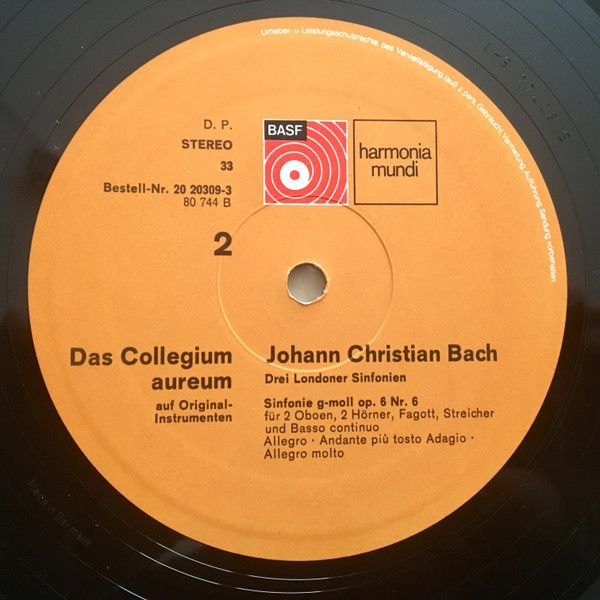 Urheber- u. Leistungsschutzrechte, bes. Vervielfältigung (auß. z. pers. Gebrauch), Vermietung, Aufführung, Sendung vorbehalten.
D. P.
STEREO
33
Bestell-Nr. 20 20309-3
80 744 B
BASF
harmonia
mundi
2
Das Collegium
aureum
auf Original-
Instrumenten
Johann Christian Bach
Drei Londoner Sinfonien
Sinfonie g-moll op. 6 Nr. 6
für 2 Oboen, 2 Hörner, Fagott, Streicher
und Basso continuo
Allegro · Andante più tosto Adagio ·
Allegro molto
Made in Germany